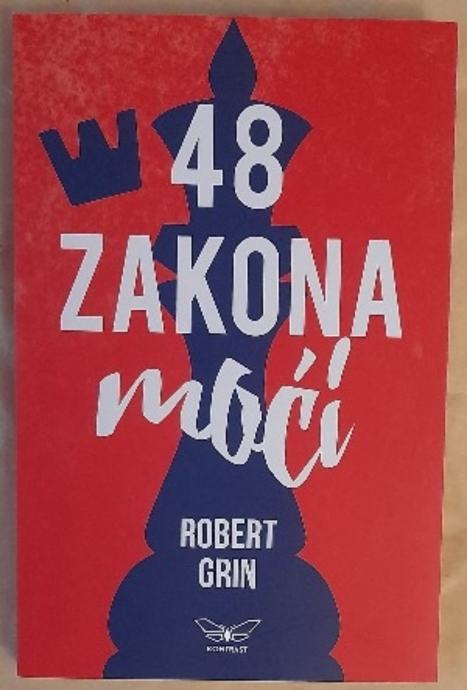 48
ZAKONA
moći
ROBERT
GRIN
KONTRAST